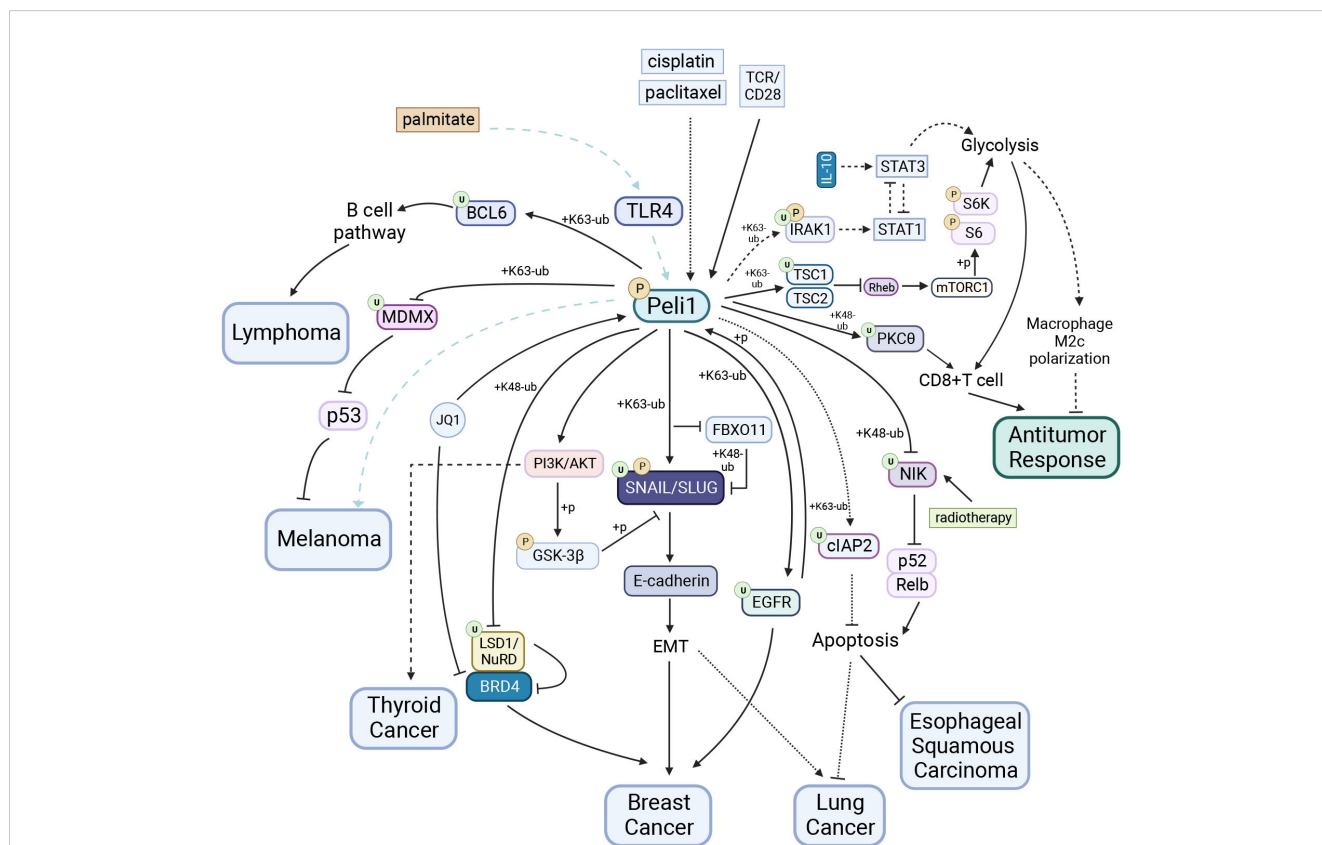 cisplatin
paclitaxel
TCR/
CD28
palmitate
Glycolysis
IL-10
STAT3
TLR4
B cell
pathway
U
BCL6
+K63-ub
+K63-
ub
U
P
IRAK1
STAT1
P
S6K
P
S6
+p
+K63-ub
+K63-
ub
U
TSC1
TSC2
Rheb
mTORC1
P
Peli1
U
MDMX
Lymphoma
+K48-
ub
U
PKCθ
Macrophage
M2c
polarization
+p
CD8+T cell
+K48-ub
+K63-ub
p53
JQ1
+K63-ub
FBXO11
+K48-
ub
+K48-ub
Antitumor
Response
PI3K/AKT
U
P
SNAIL/SLUG
U
NIK
radiotherapy
+p
+p
+K63-ub
Melanoma
P
GSK-3β
U
cIAP2
p52
Relb
E-cadherin
U
EGFR
U
LSD1/
NuRD
BRD4
EMT
Apoptosis
Thyroid
Cancer
Esophageal
Squamous
Carcinoma
Breast
Cancer
Lung
Cancer